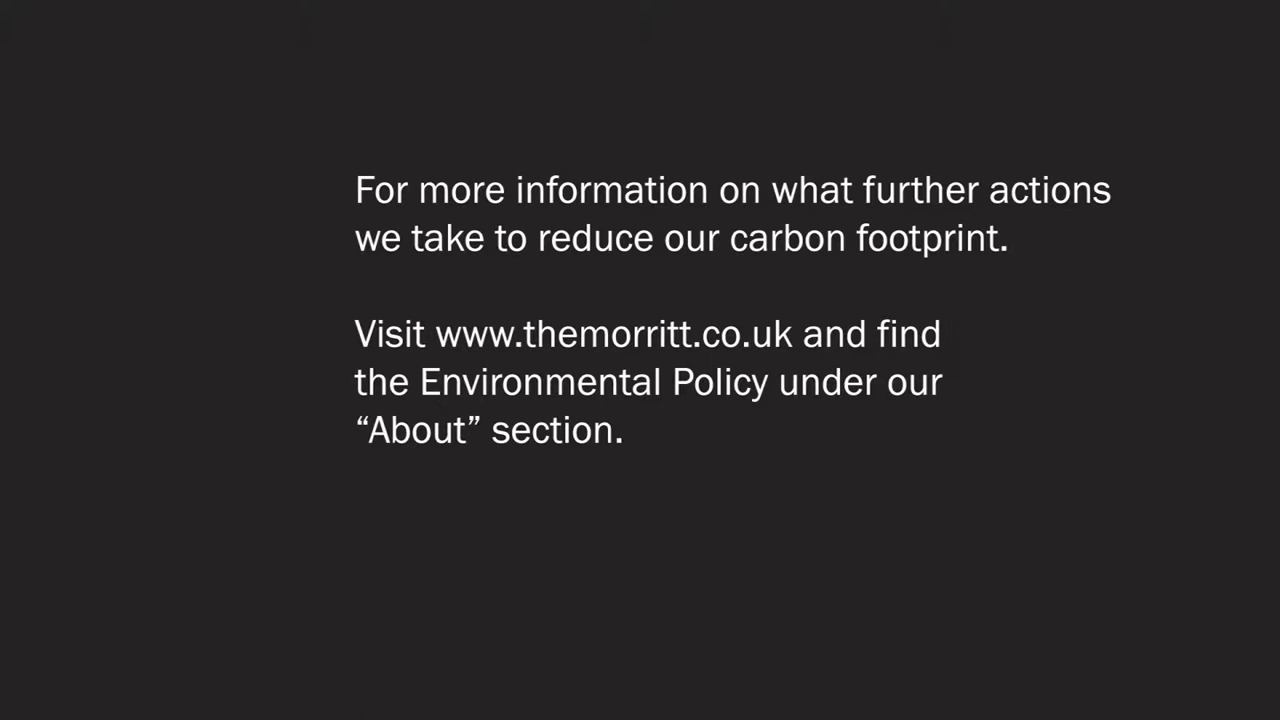 For more information on what further actions
we take to reduce our carbon footprint.
Visit www.themorritt.co.uk and find
the Environmental Policy under our
“About” section.